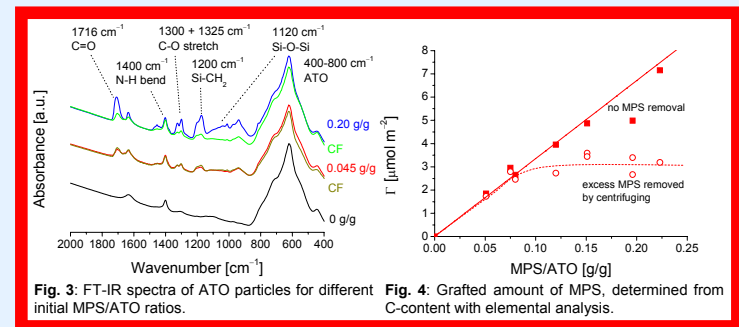 1716 cm⁻¹
C=O
1400 cm⁻¹
N-H bend
1300 + 1325 cm⁻¹
C-O stretch
1200 cm⁻¹
Si-CH₂
1120 cm⁻¹
Si-O-Si
400-800 cm⁻¹
ATO
0.20 g/g
CF
0.045 g/g
CF
0 g/g
Absorbance [a.u.]
2000 1800 1600 1400 1200 1000 800 600 400
Wavenumber [cm⁻¹]
Fig. 3: FT-IR spectra of ATO particles for different
initial MPS/ATO ratios.
Γ [μmol m⁻²]
8
7
6
5
4
3
2
1
0
no MPS removal
excess MPS removed
by centrifuging
0.00 0.05 0.10 0.15 0.20 0.25
MPS/ATO [g/g]
Fig. 4: Grafted amount of MPS, determined from
C-content with elemental analysis.